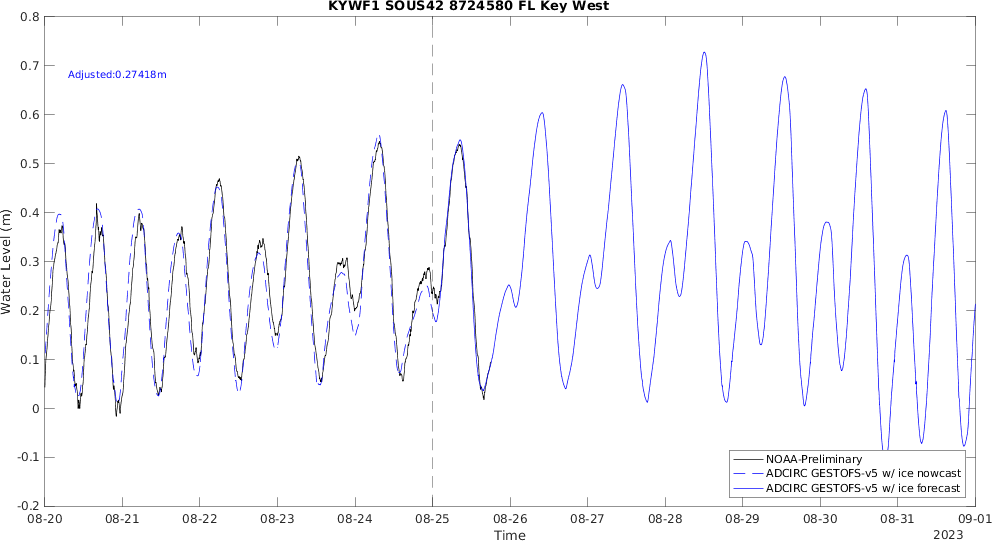 KYWF1 SOUS42 8724580 FL Key West
Adjusted:0.27418m
Water Level (m)
0.8
0.7
0.6
0.5
0.4
0.3
0.2
0.1
0
-0.1
-0.2
NOAA-Preliminary
ADCIRC GESTOFS-v5 w/ ice nowcast
ADCIRC GESTOFS-v5 w/ ice forecast
08-20 08-21 08-22 08-23 08-24 08-25 08-26 08-27 08-28 08-29 08-30 08-31 09-01
Time
2023